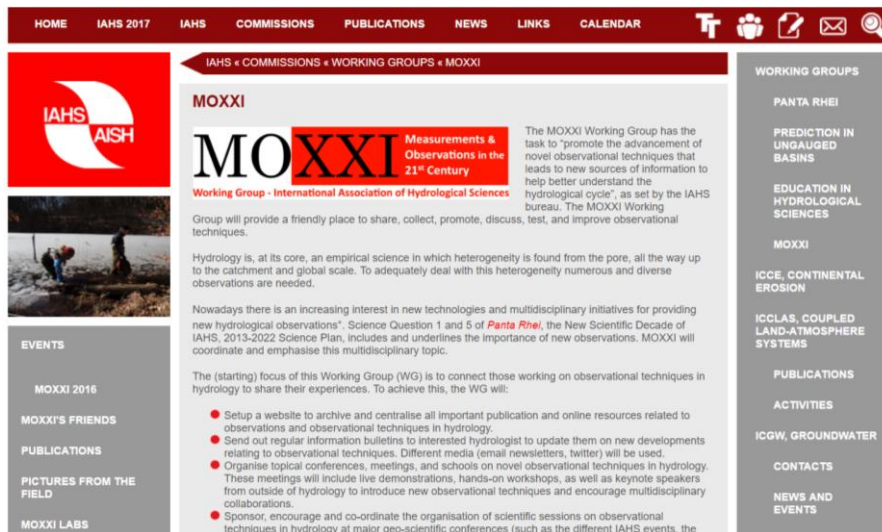 HOME IAHS 2017 IAHS COMMISSIONS PUBLICATIONS NEWS LINKS CALENDAR
IAHS
AISH
EVENTS
MOXXI 2016
MOXXI'S FRIENDS
PUBLICATIONS
PICTURES FROM THE
FIELD
MOXXI LABS
IAHS « COMMISSIONS « WORKING GROUPS « MOXXI
MOXXI
MOXXI
Measurements &
Observations in the
21st Century
Working Group - International Association of Hydrological Sciences
The MOXXI Working Group has the
task to "promote the advancement of
novel observational techniques that
leads to new sources of information to
help better understand the
hydrological cycle", as set by the IAHS
bureau. The MOXXI Working
Group will provide a friendly place to share, collect, promote, discuss, test, and improve observational
techniques.
Hydrology is, at its core, an empirical science in which heterogeneity is found from the pore, all the way up
to the catchment and global scale. To adequately deal with this heterogeneity numerous and diverse
observations are needed.
Nowadays there is an increasing interest in new technologies and multidisciplinary initiatives for providing
new hydrological observations". Science Question 1 and 5 of Panta Rhei, the New Scientific Decade of
IAHS, 2013-2022 Science Plan, includes and underlines the importance of new observations. MOXXI will
coordinate and emphasise this multidisciplinary topic.
The (starting) focus of this Working Group (WG) is to connect those working on observational techniques in
hydrology to share their experiences. To achieve this, the WG will:
Setup a website to archive and centralise all important publication and online resources related to
observations and observational techniques in hydrology.
Send out regular information bulletins to interested hydrologist to update them on new developments
relating to observational techniques. Different media (email newsletters, twitter) will be used.
Organise topical conferences, meetings, and schools on novel observational techniques in hydrology.
These meetings will include live demonstrations, hands-on workshops, as well as keynote speakers
from outside of hydrology to introduce new observational techniques and encourage multidisciplinary
collaborations.
Sponsor, encourage and co-ordinate the organisation of scientific sessions on observational
techniques in hydrology at major geo-scientific conferences (such as the different IAHS events, the
WORKING GROUPS
PANTA RHEI
PREDICTION IN
UNGAUGED
BASINS
EDUCATION IN
HYDROLOGICAL
SCIENCES
MOXXI
ICCE, CONTINENTAL
EROSION
ICCLAS, COUPLED
LAND-ATMOSPHERE
SYSTEMS
PUBLICATIONS
ACTIVITIES
ICGW, GROUNDWATER
CONTACTS
NEWS AND
EVENTS